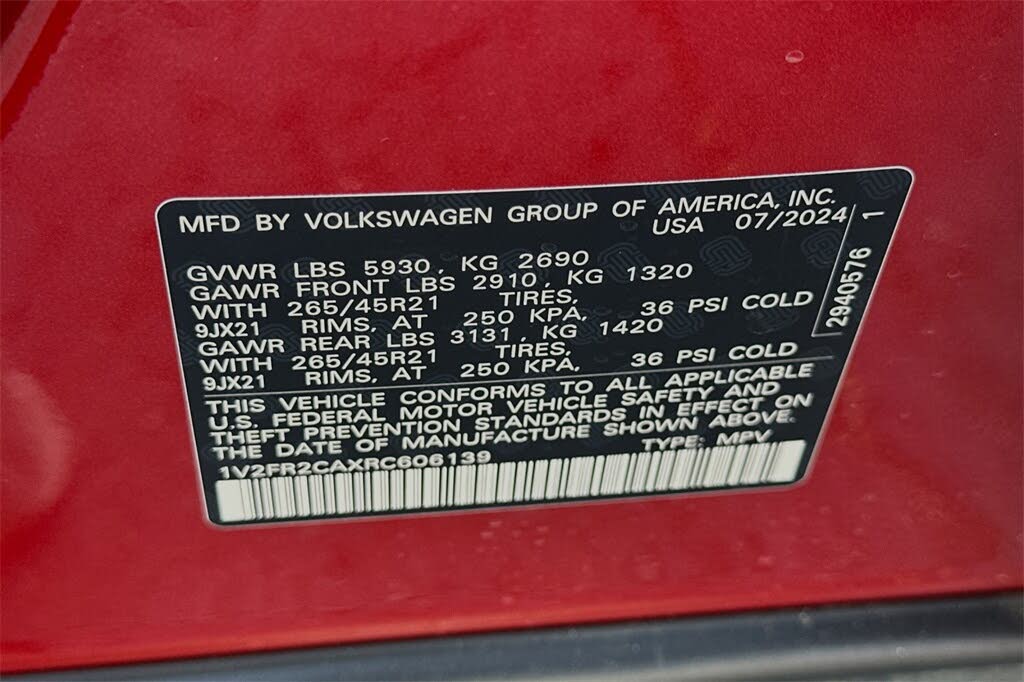 MFD BY VOLKSWAGEN GROUP OF AMERICA, INC.
USA 07/2024
GVWR LBS 5930, KG 2690
GAWR FRONT LBS 2910, KG 1320
WITH 265/45R21 TIRES,
9JX21 RIMS, AT 250 KPA, 36 PSI COLD
GAWR REAR LBS 3131, KG 1420
WITH 265/45R21 TIRES,
9JX21 RIMS, AT 250 KPA, 36 PSI COLD
THIS VEHICLE CONFORMS TO ALL APPLICABLE
U.S. FEDERAL MOTOR VEHICLE SAFETY AND
THEFT PREVENTION STANDARDS IN EFFECT ON
THE DATE OF MANUFACTURE SHOWN ABOVE.
1V2FR2CAXRC606139 TYPE: MPV
2940576 1